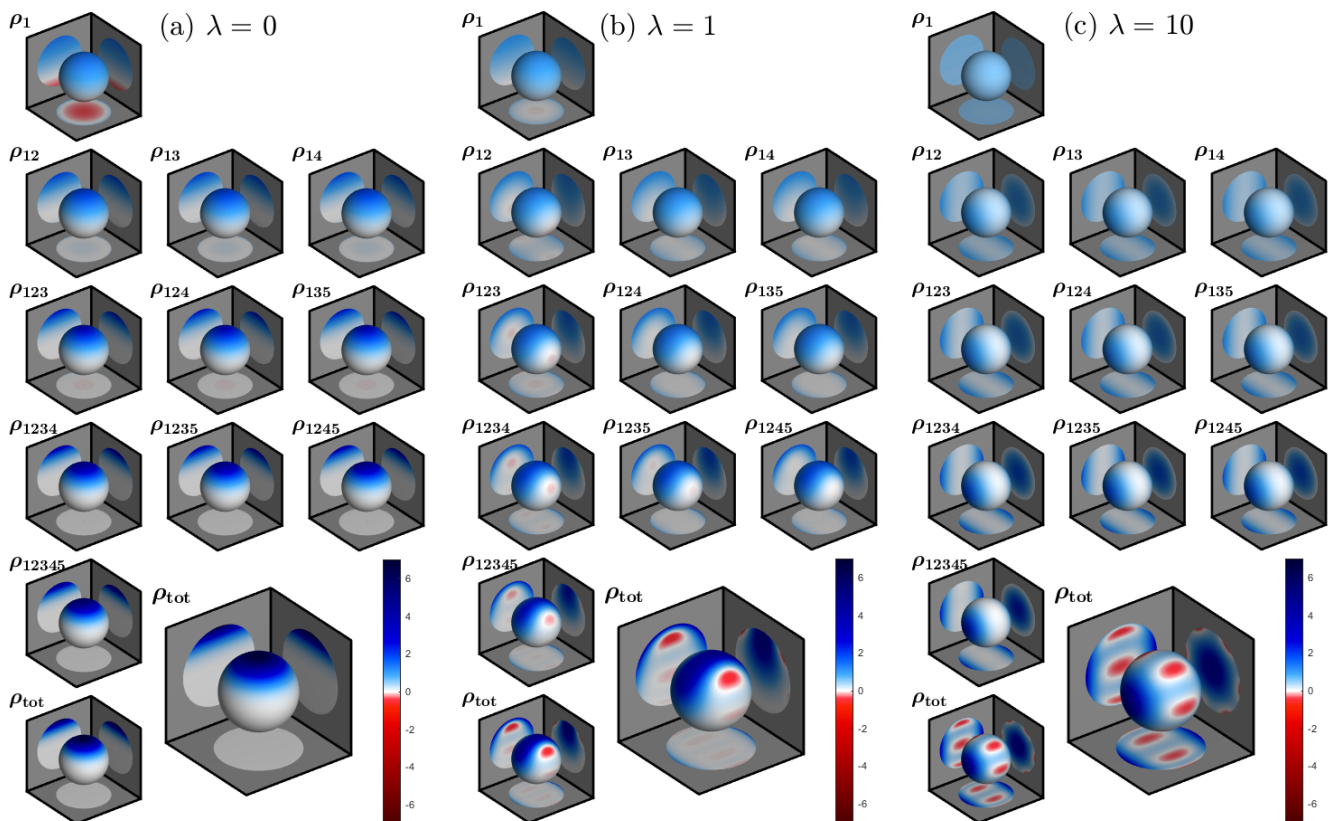 ρ₁ (a) λ = 0
ρ₁₂ ρ₁₃ ρ₁₄
ρ₁₂₃ ρ₁₂₄ ρ₁₃₅
ρ₁₂₃₄ ρ₁₂₃₅ ρ₁₂₄₅
ρ₁₂₃₄₅
ρtot
ρtot
6
4
2
0
-2
-4
-6
ρ₁ (b) λ = 1
ρ₁₂ ρ₁₃ ρ₁₄
ρ₁₂₃ ρ₁₂₄ ρ₁₃₅
ρ₁₂₃₄ ρ₁₂₃₅ ρ₁₂₄₅
ρ₁₂₃₄₅
ρtot
ρtot
6
4
2
0
-2
-4
-6
ρ₁ (c) λ = 10
ρ₁₂ ρ₁₃ ρ₁₄
ρ₁₂₃ ρ₁₂₄ ρ₁₃₅
ρ₁₂₃₄ ρ₁₂₃₅ ρ₁₂₄₅
ρ₁₂₃₄₅
ρtot
ρtot
6
4
2
0
-2
-4
-6